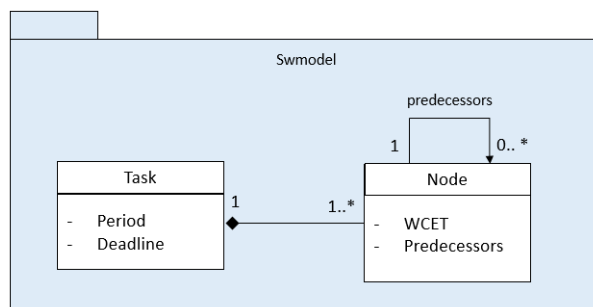 Swmodel
predecessors
1
0.. *
Task
Node
- Period
- Deadline
1
1..*
- WCET
- Predecessors